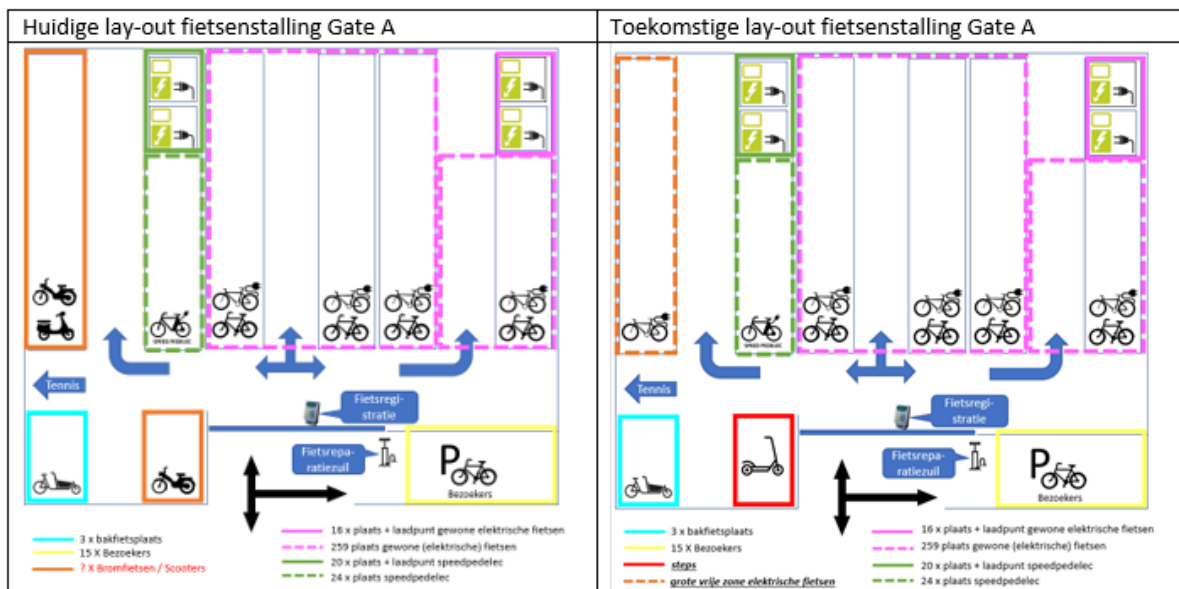 Huidige lay-out fietsenstalling Gate A
SPEED PEDELEC
Tennis
Fietsregi-
stratie
Fietsrepa-
ratiezuil
P
Bezoekers
3 x bakfietsplaats
15 X Bezoekers
? X Bromfietsen / Scooters
16 x plaats + laadpunt gewone elektrische fietsen
259 plaats gewone (elektrische) fietsen
20 x plaats + laadpunt speedpedelec
24 x plaats speedpedelec
Toekomstige lay-out fietsenstalling Gate A
SPEED PEDELEC
Tennis
Fietsregi-
stratie
Fietsrepa-
ratiezuil
P
Bezoekers
3 x bakfietsplaats
15 X Bezoekers
steps
grote vrije zone elektrische fietsen
16 x plaats + laadpunt gewone elektrische fietsen
259 plaats gewone (elektrische) fietsen
20 x plaats + laadpunt speedpedelec
24 x plaats speedpedelec